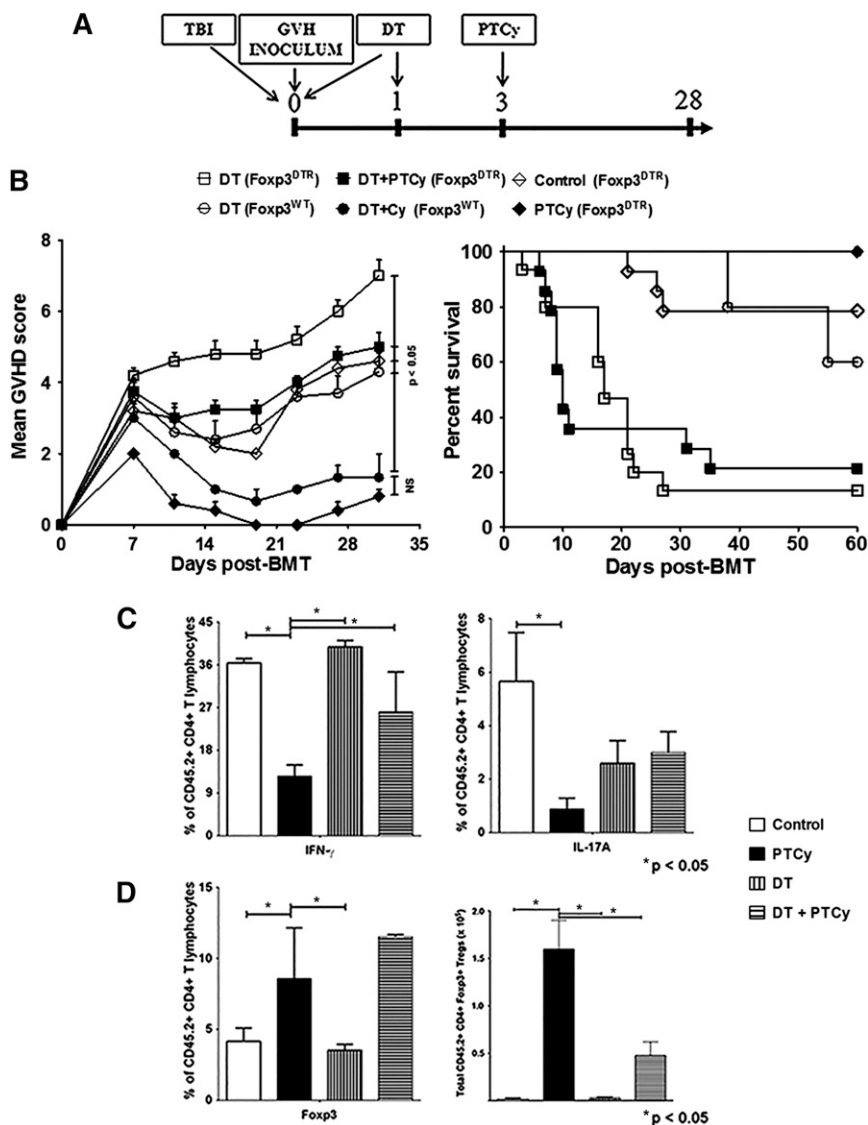 A
TBI
GVH
INOCULUM
DT
PTCy
0 1 3 28
B
DT (Foxp3DTR) DT+PTCy (Foxp3DTR) Control (Foxp3DTR)
DT (Foxp3WT) DT+Cy (Foxp3WT) PTCy (Foxp3DTR)
Mean GVHD score
8
6
4
2
0
0 7 14 21 28 35
Days post-BMT
p < 0.05
NS
Percent survival
100
80
60
40
20
0
0 10 20 30 40 50 60
Days post-BMT
C
% of CD45.2+ CD4+ T lymphocytes
45
36
27
18
9
0
* * *
IFN-γ
% of CD45.2+ CD4+ T lymphocytes
8
6
4
2
0
*
IL-17A
*p < 0.05
Control
PTCy
DT
DT + PTCy
D
% of CD45.2+ CD4+ T lymphocytes
15
10
5
0
* *
Foxp3
Total CD45.2+ CD4+ Foxp3+ Tregs (x 10⁵)
2.0
1.5
1.0
0.5
* * *
*p < 0.05